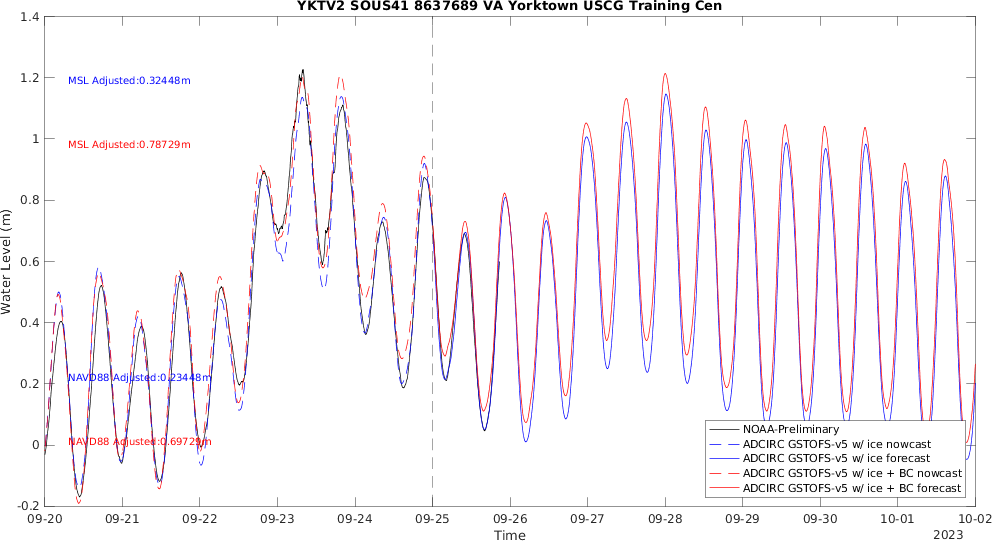 YKTV2 SOUS41 8637689 VA Yorktown USCG Training Cen
1.4
1.2
1
0.8
0.6
0.4
0.2
0
-0.2
Water Level (m)
MSL Adjusted:0.32448m
MSL Adjusted:0.78729m
NAVD88 Adjusted:0.23448m
NAVD88 Adjusted:0.69729m
NOAA-Preliminary
ADCIRC GSTOFS-v5 w/ ice nowcast
ADCIRC GSTOFS-v5 w/ ice forecast
ADCIRC GSTOFS-v5 w/ ice + BC nowcast
ADCIRC GSTOFS-v5 w/ ice + BC forecast
09-20 09-21 09-22 09-23 09-24 09-25 09-26 09-27 09-28 09-29 09-30 10-01 10-02
Time
2023